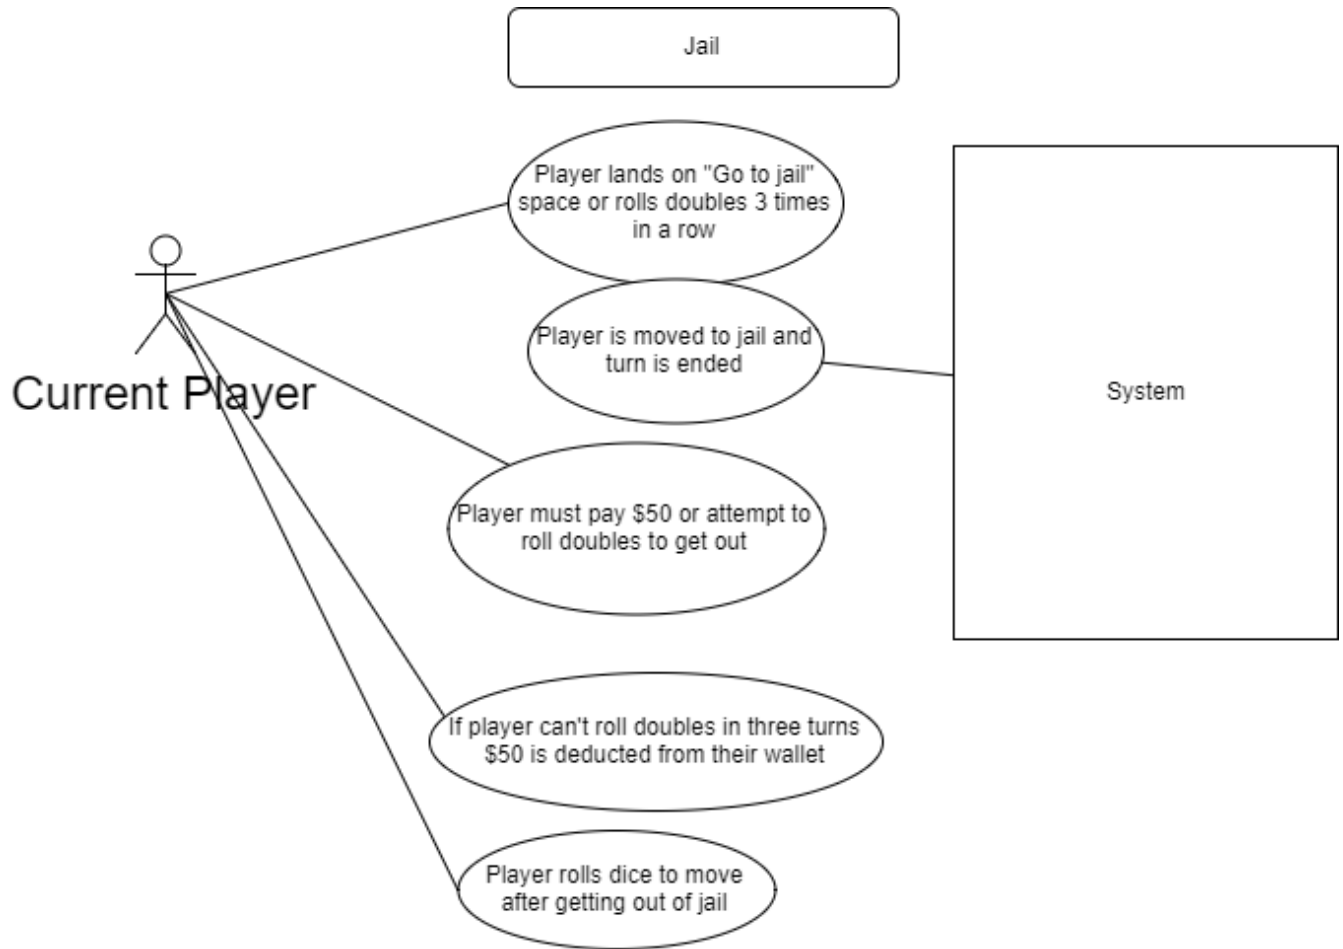 Jail
Player lands on "Go to jail"
space or rolls doubles 3 times
in a row
Player is moved to jail and
turn is ended
System
Current Player
Player must pay $50 or attempt to
roll doubles to get out
If player can't roll doubles in three turns
$50 is deducted from their wallet
Player rolls dice to move
after getting out of jail